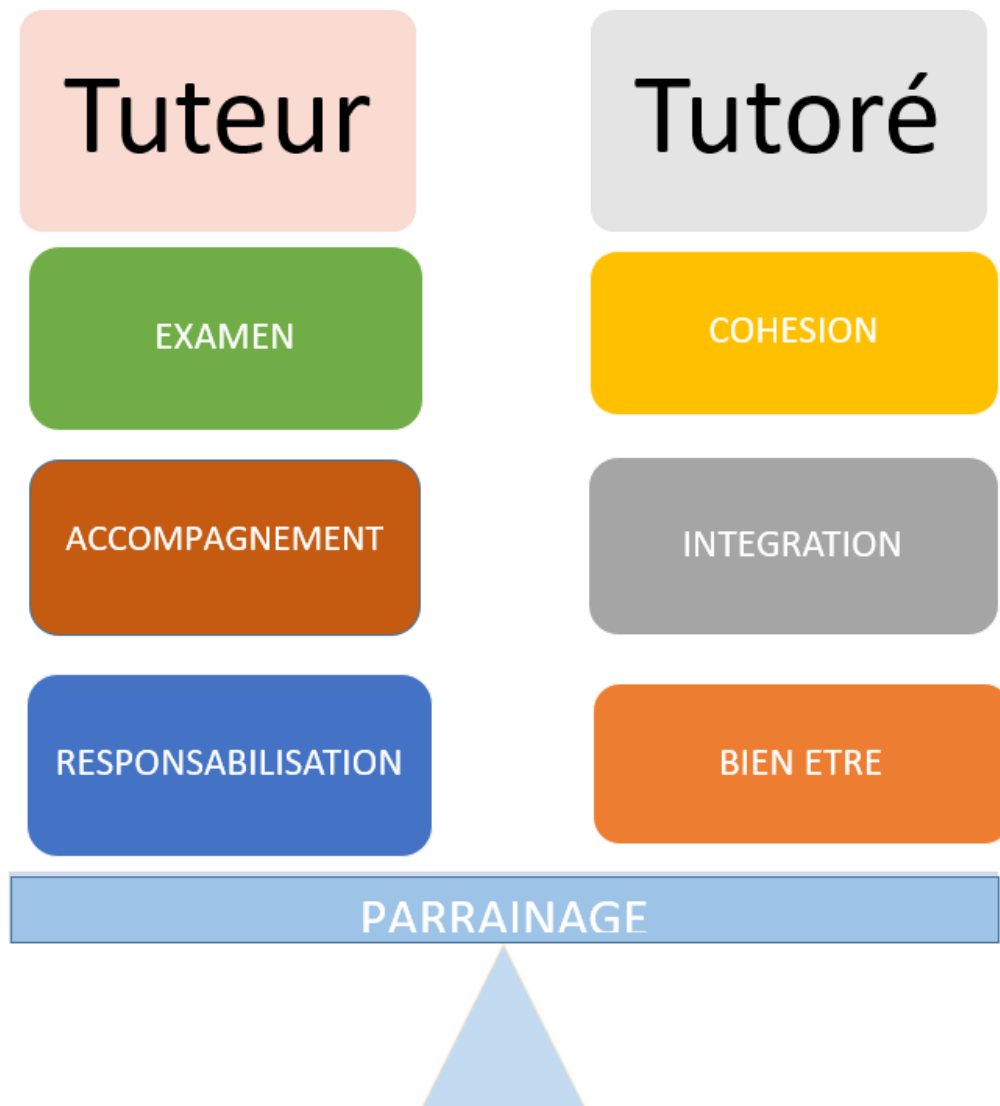 Tuteur
Tutoré
EXAMEN
COHESION
ACCOMPAGNEMENT
INTEGRATION
RESPONSABILISATION
BIEN ETRE
PARRAINAGE